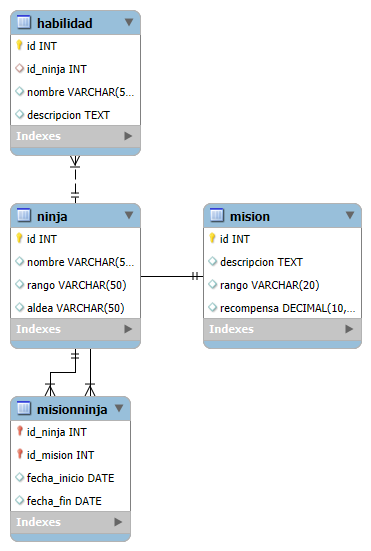 habilidad
id INT
id_ninja INT
nombre VARCHAR(5...
descripcion TEXT
Indexes
ninja
id INT
nombre VARCHAR(5...
rango VARCHAR(50)
aldea VARCHAR(50)
Indexes
mision
id INT
descripcion TEXT
rango VARCHAR(20)
recompensa DECIMAL(10,...
Indexes
misionninja
id_ninja INT
id_mision INT
fecha_inicio DATE
fecha_fin DATE
Indexes